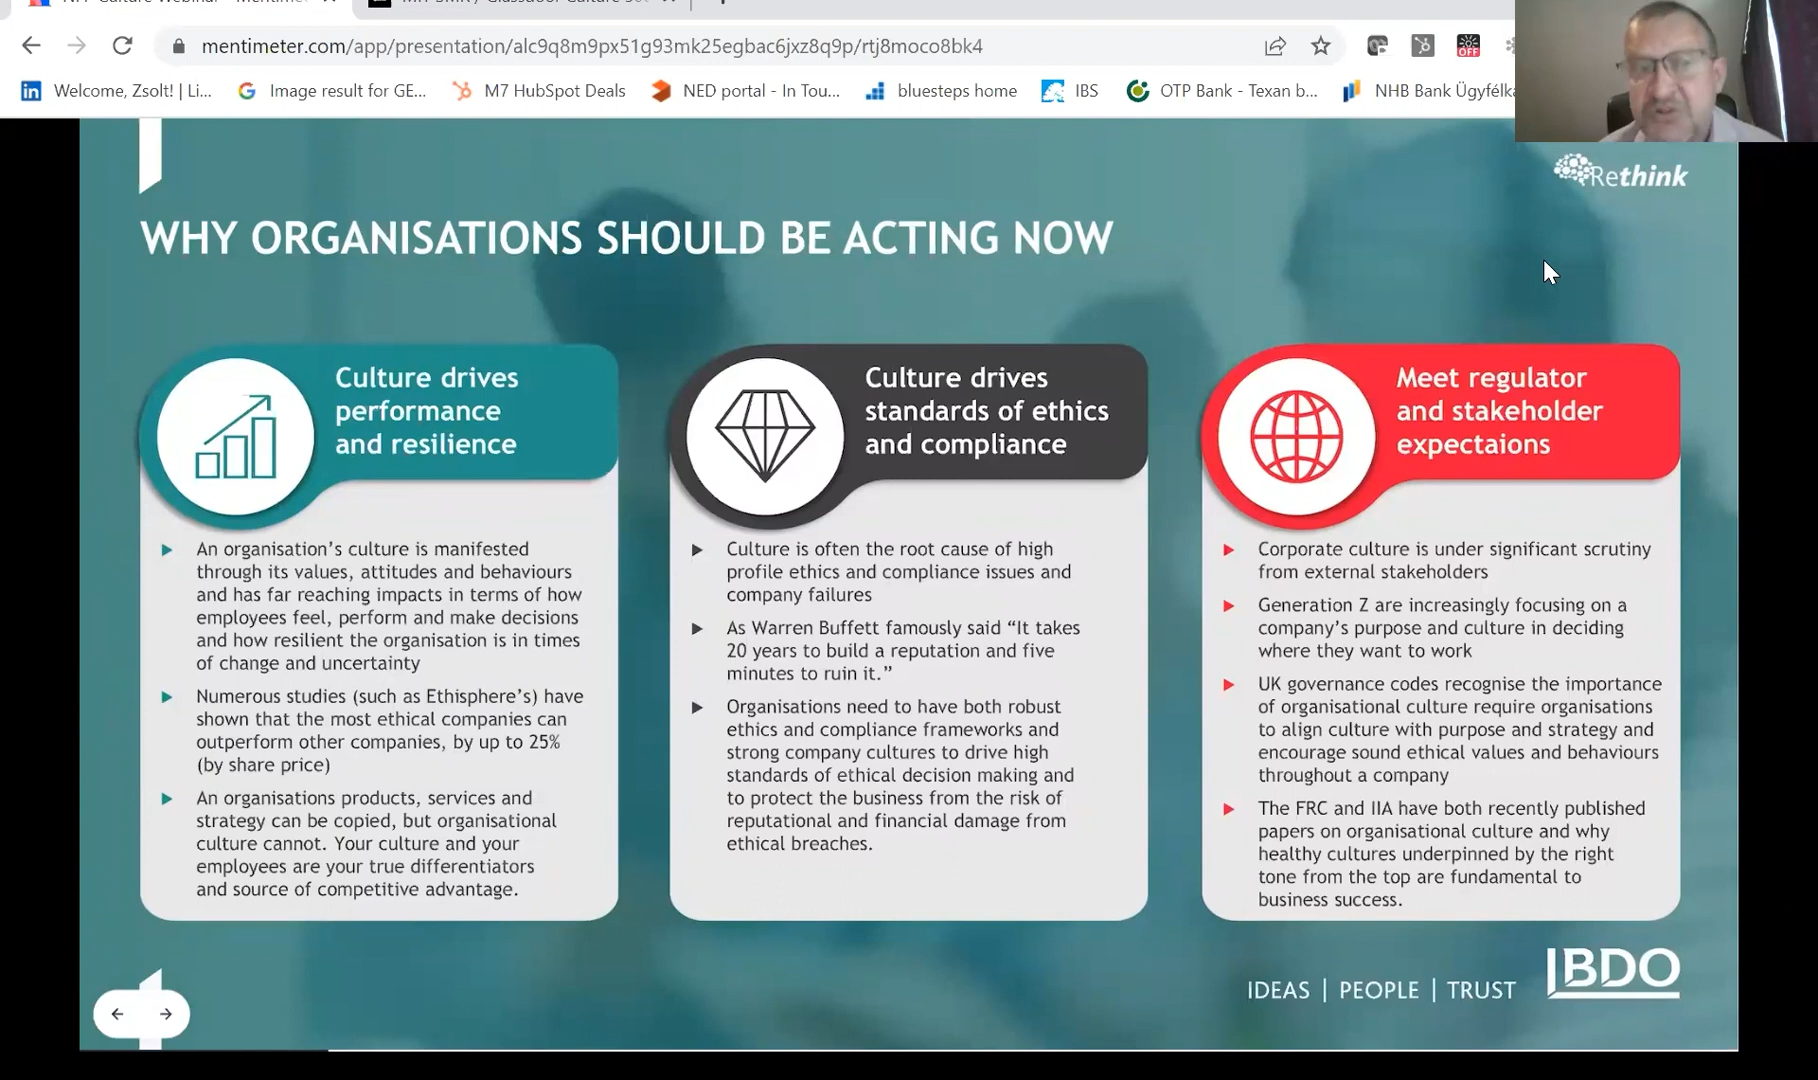 mentimeter.com/app/presentation/alc9q8m9px51g93mk25egbac6jxz8q9p/rtj8moco8bk4
OFF
Welcome, Zsolt! | Li... Image result for GE... M7 HubSpot Deals NED portal - In Tou... bluesteps home IBS OTP Bank - Texan b... NHB Bank Ügyfélka
Rethink
WHY ORGANISATIONS SHOULD BE ACTING NOW
Culture drives
performance
and resilience
An organisation's culture is manifested
through its values, attitudes and behaviours
and has far reaching impacts in terms of how
employees feel, perform and make decisions
and how resilient the organisation is in times
of change and uncertainty
Numerous studies (such as Ethisphere's) have
shown that the most ethical companies can
outperform other companies, by up to 25%
(by share price)
An organisations products, services and
strategy can be copied, but organisational
culture cannot. Your culture and your
employees are your true differentiators
and source of competitive advantage.
Culture drives
standards of ethics
and compliance
Culture is often the root cause of high
profile ethics and compliance issues and
company failures
As Warren Buffett famously said “It takes
20 years to build a reputation and five
minutes to ruin it.”
Organisations need to have both robust
ethics and compliance frameworks and
strong company cultures to drive high
standards of ethical decision making and
to protect the business from the risk of
reputational and financial damage from
ethical breaches.
Meet regulator
and stakeholder
expectaions
Corporate culture is under significant scrutiny
from external stakeholders
Generation Z are increasingly focusing on a
company's purpose and culture in deciding
where they want to work
UK governance codes recognise the importance
of organisational culture require organisations
to align culture with purpose and strategy and
encourage sound ethical values and behaviours
throughout a company
The FRC and IIA have both recently published
papers on organisational culture and why
healthy cultures underpinned by the right
tone from the top are fundamental to
business success.
IDEAS | PEOPLE | TRUST
BDO